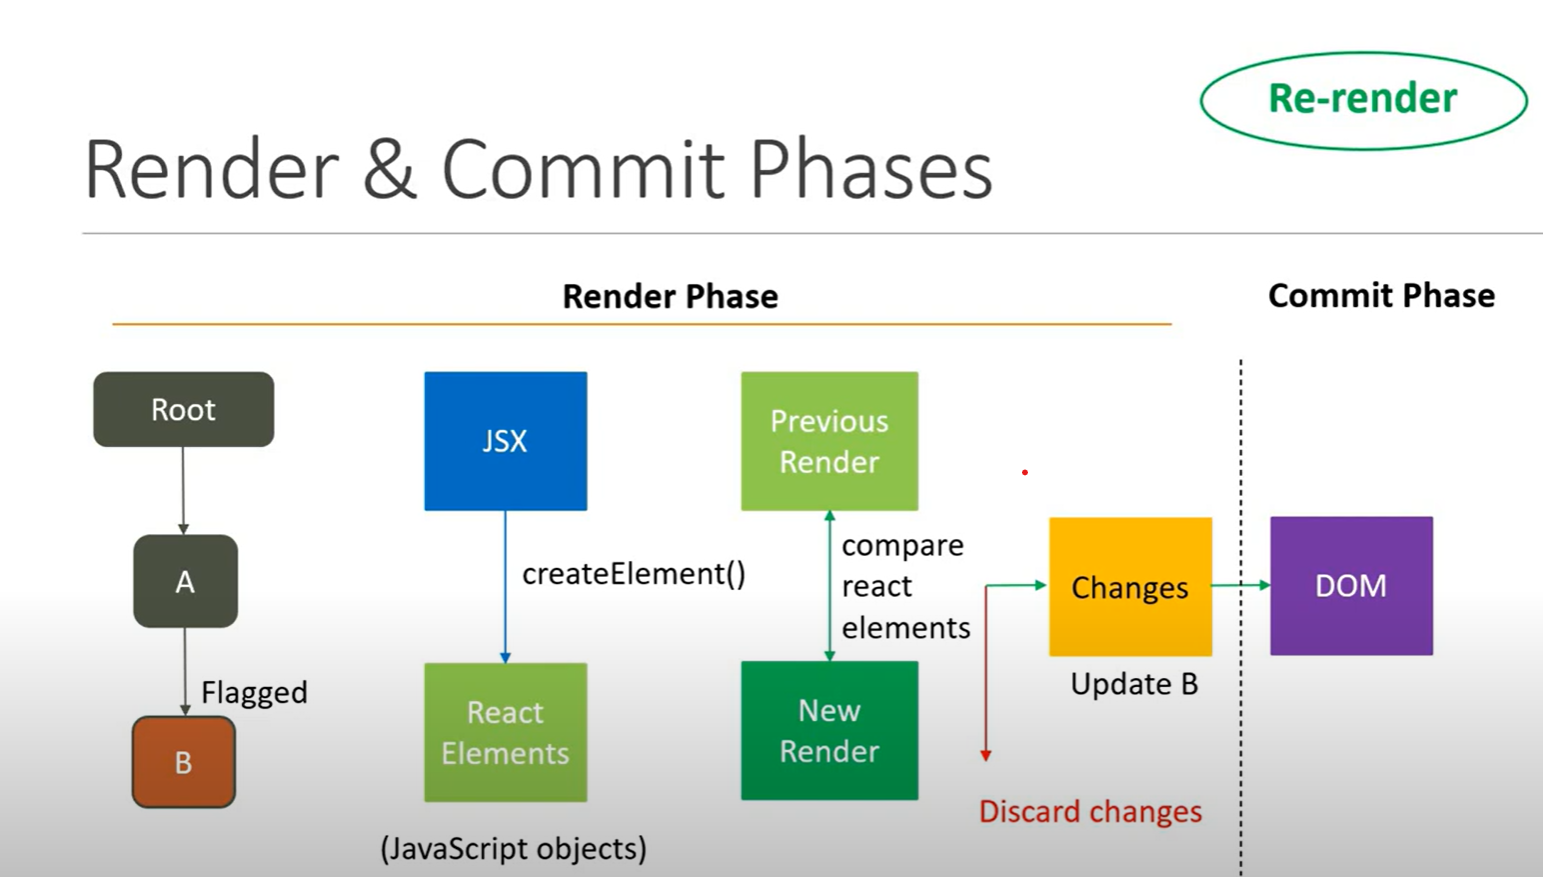 Re-render
Render & Commit Phases
Render Phase
Commit Phase
Root
A
Flagged
B
JSX
createElement()
React
Elements
(JavaScript objects)
Previous
Render
compare
react
elements
New
Render
Changes
Update B
Discard changes
DOM